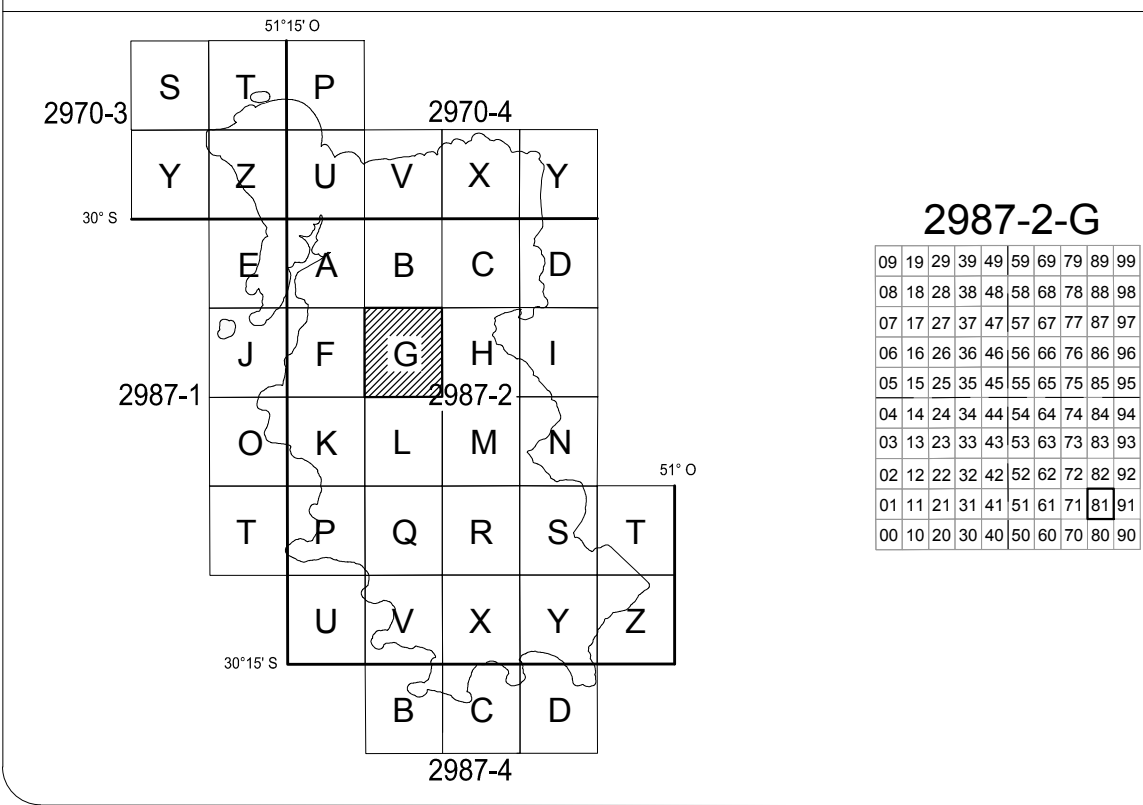 51°15' O
S T P
2970-3
2970-4
Y Z U V X Y
30° S
E A B C D
J F G H I
2987-1
2987-2
O K L M N
51° O
T P Q R S T
U V X Y Z
30°15' S
B C D
2987-4
2987-2-G
09 19 29 39 49 59 69 79 89 99
08 18 28 38 48 58 68 78 88 98
07 17 27 37 47 57 67 77 87 97
06 16 26 36 46 56 66 76 86 96
05 15 25 35 45 55 65 75 85 95
04 14 24 34 44 54 64 74 84 94
03 13 23 33 43 53 63 73 83 93
02 12 22 32 42 52 62 72 82 92
01 11 21 31 41 51 61 71 81 91
00 10 20 30 40 50 60 70 80 90